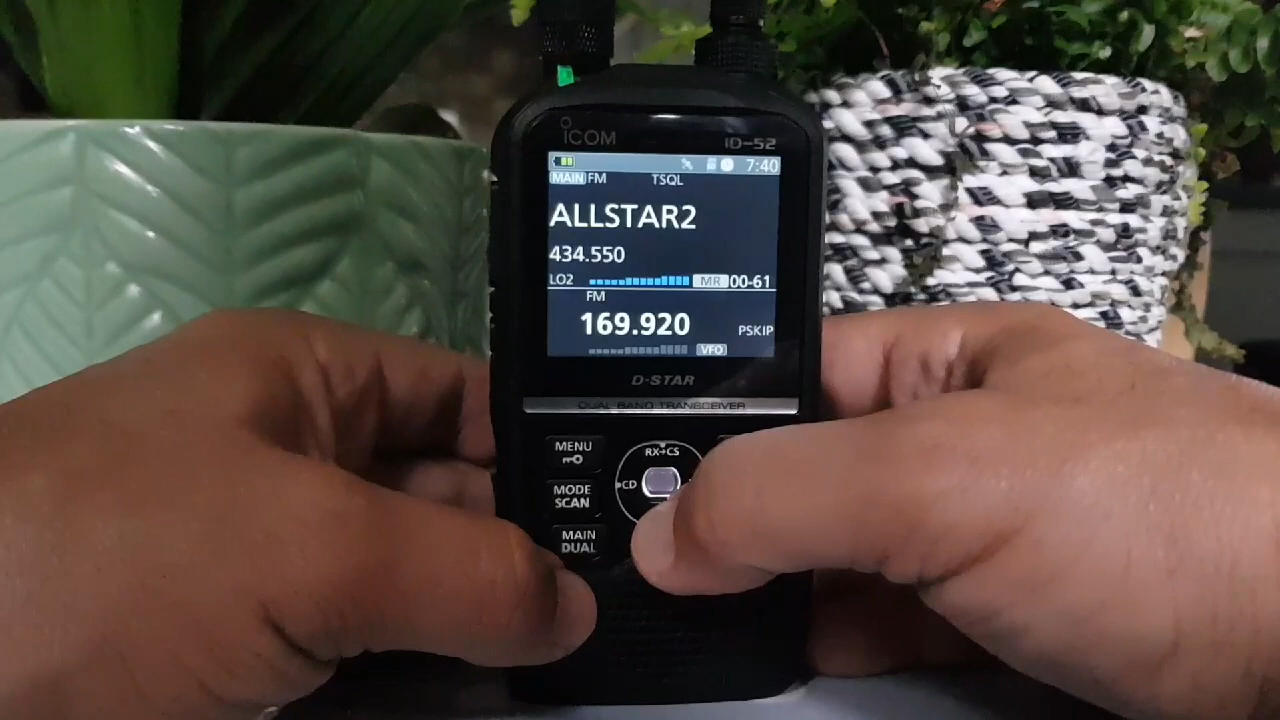 ICOM
ID-52
7:40
MAIN FM TSQL
ALLSTAR2
434.550
LO2 MR 00-61
FM
169.920 PSKIP
VFO
D-STAR
DUAL BAND TRANSCEIVER
MENU
RX→CS
CD
MODE
SCAN
MAIN
DUAL